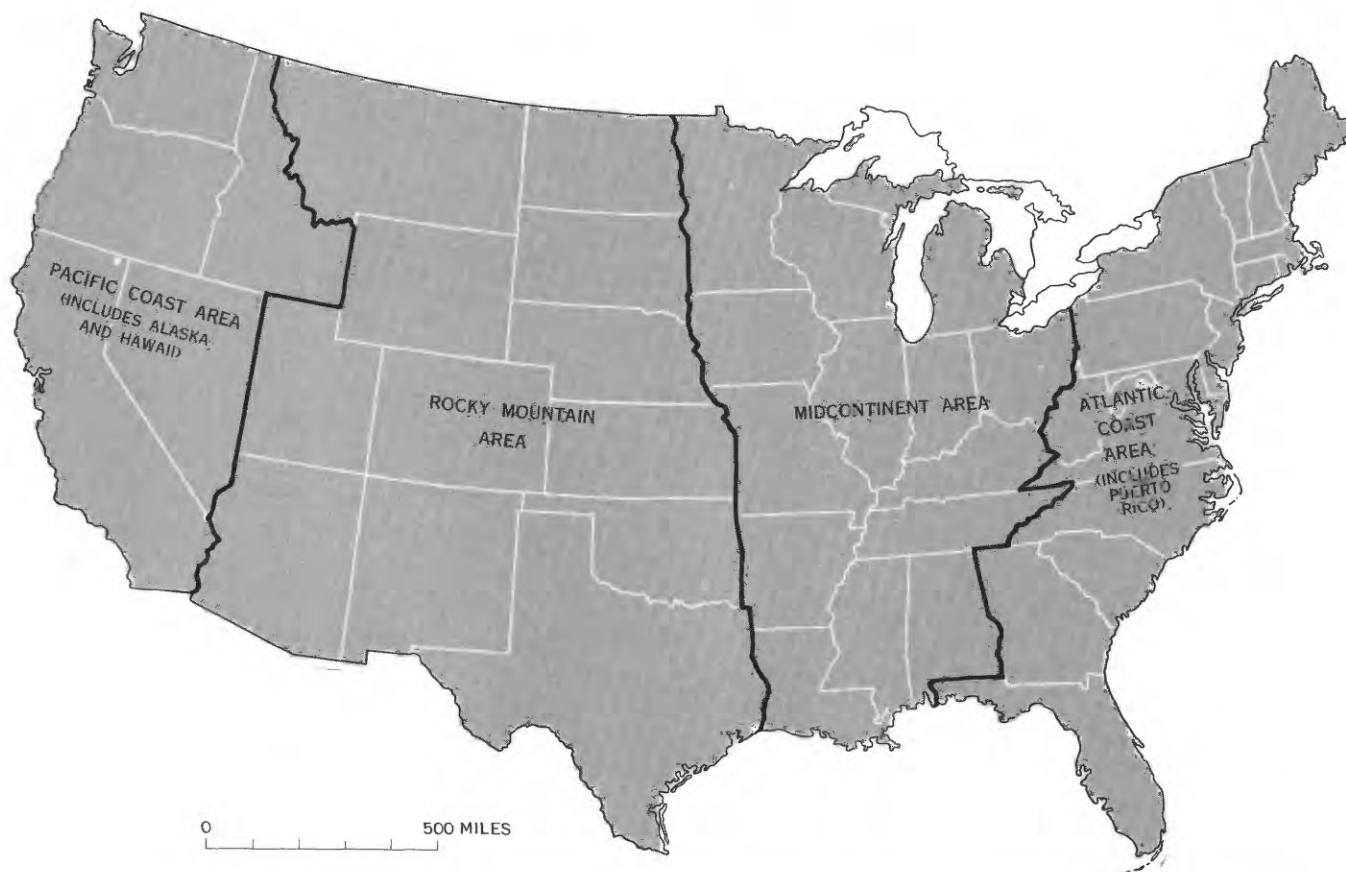 PACIFIC COAST AREA
(INCLUDES ALASKA
AND HAWAII)
ROCKY MOUNTAIN
AREA
MIDCONTINENT AREA
ATLANTIC
COAST
AREA
(INCLUDES
PUERTO
RICO)
0
500 MILES